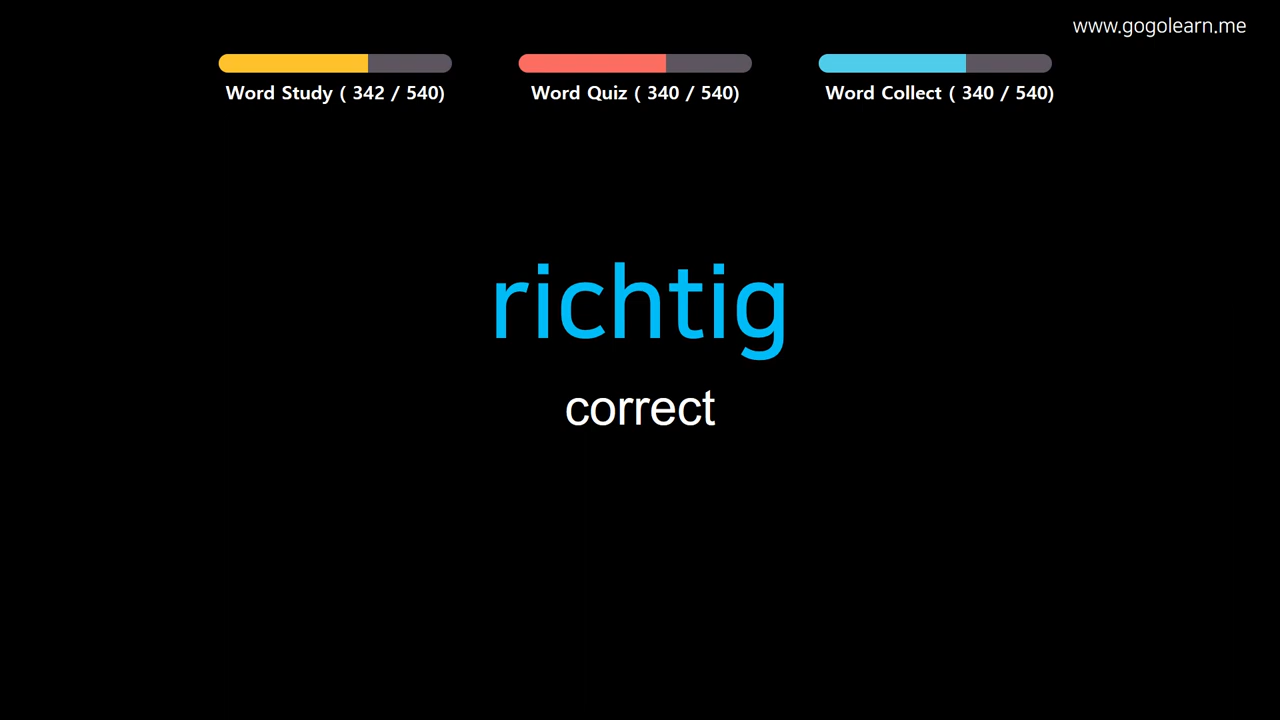 www.gogolearn.me
Word Study ( 342 / 540)
Word Quiz ( 340 / 540)
Word Collect ( 340 / 540)
richtig
correct